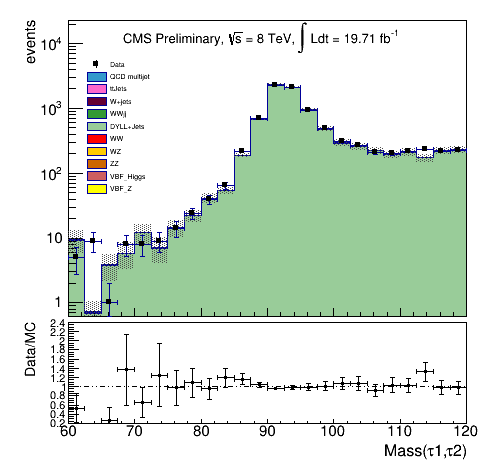 CMS Preliminary, √s = 8 TeV, ∫ Ldt = 19.71 fb⁻¹
events
10⁴
10³
10²
10
1
Data
QCD multijet
ttJets
W+jets
WWjj
DYLL+Jets
WW
WZ
ZZ
VBF_Higgs
VBF_Z
Data/MC
2.4
2.2
2
1.8
1.6
1.4
1.2
1
0.8
0.6
0.4
0.2
60 70 80 90 100 110 120
Mass(τ1,τ2)